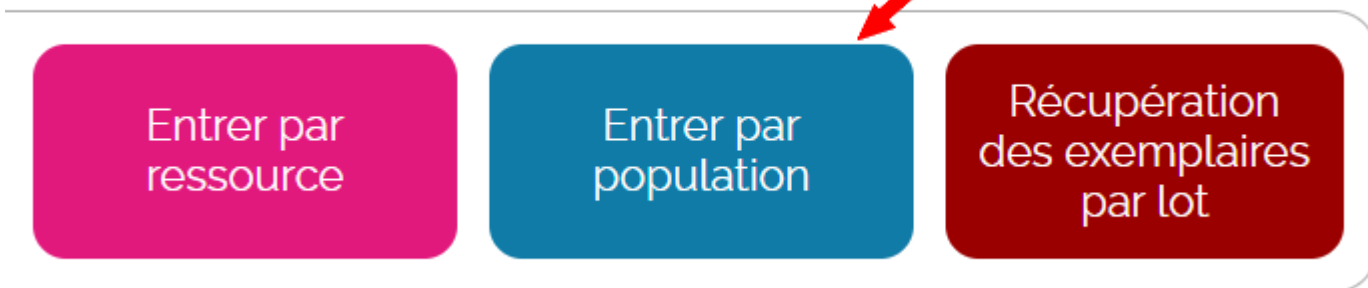 Entrer par
ressource
Entrer par
population
Récupération
des exemplaires
par lot